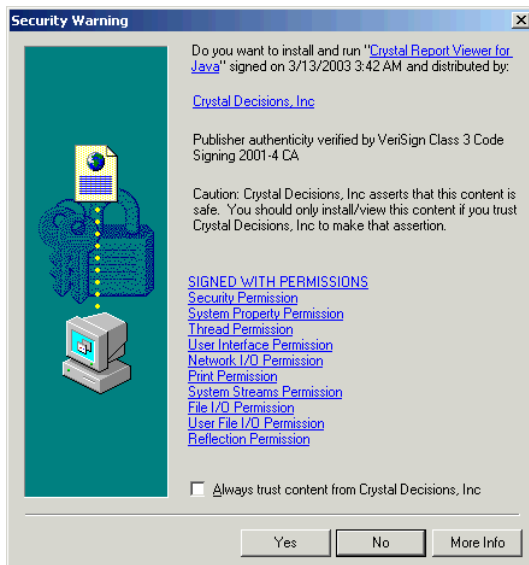 Security Warning
Do you want to install and run "Crystal Report Viewer for
Java" signed on 3/13/2003 3:42 AM and distributed by:
Crystal Decisions, Inc
Publisher authenticity verified by VeriSign Class 3 Code
Signing 2001-4 CA
Caution: Crystal Decisions, Inc asserts that this content is
safe. You should only install/view this content if you trust
Crystal Decisions, Inc to make that assertion.
SIGNED WITH PERMISSIONS
Security Permission
System Property Permission
Thread Permission
User Interface Permission
Network I/O Permission
Print Permission
System Streams Permission
File I/O Permission
User File I/O Permission
Reflection Permission
Always trust content from Crystal Decisions, Inc
Yes No More Info